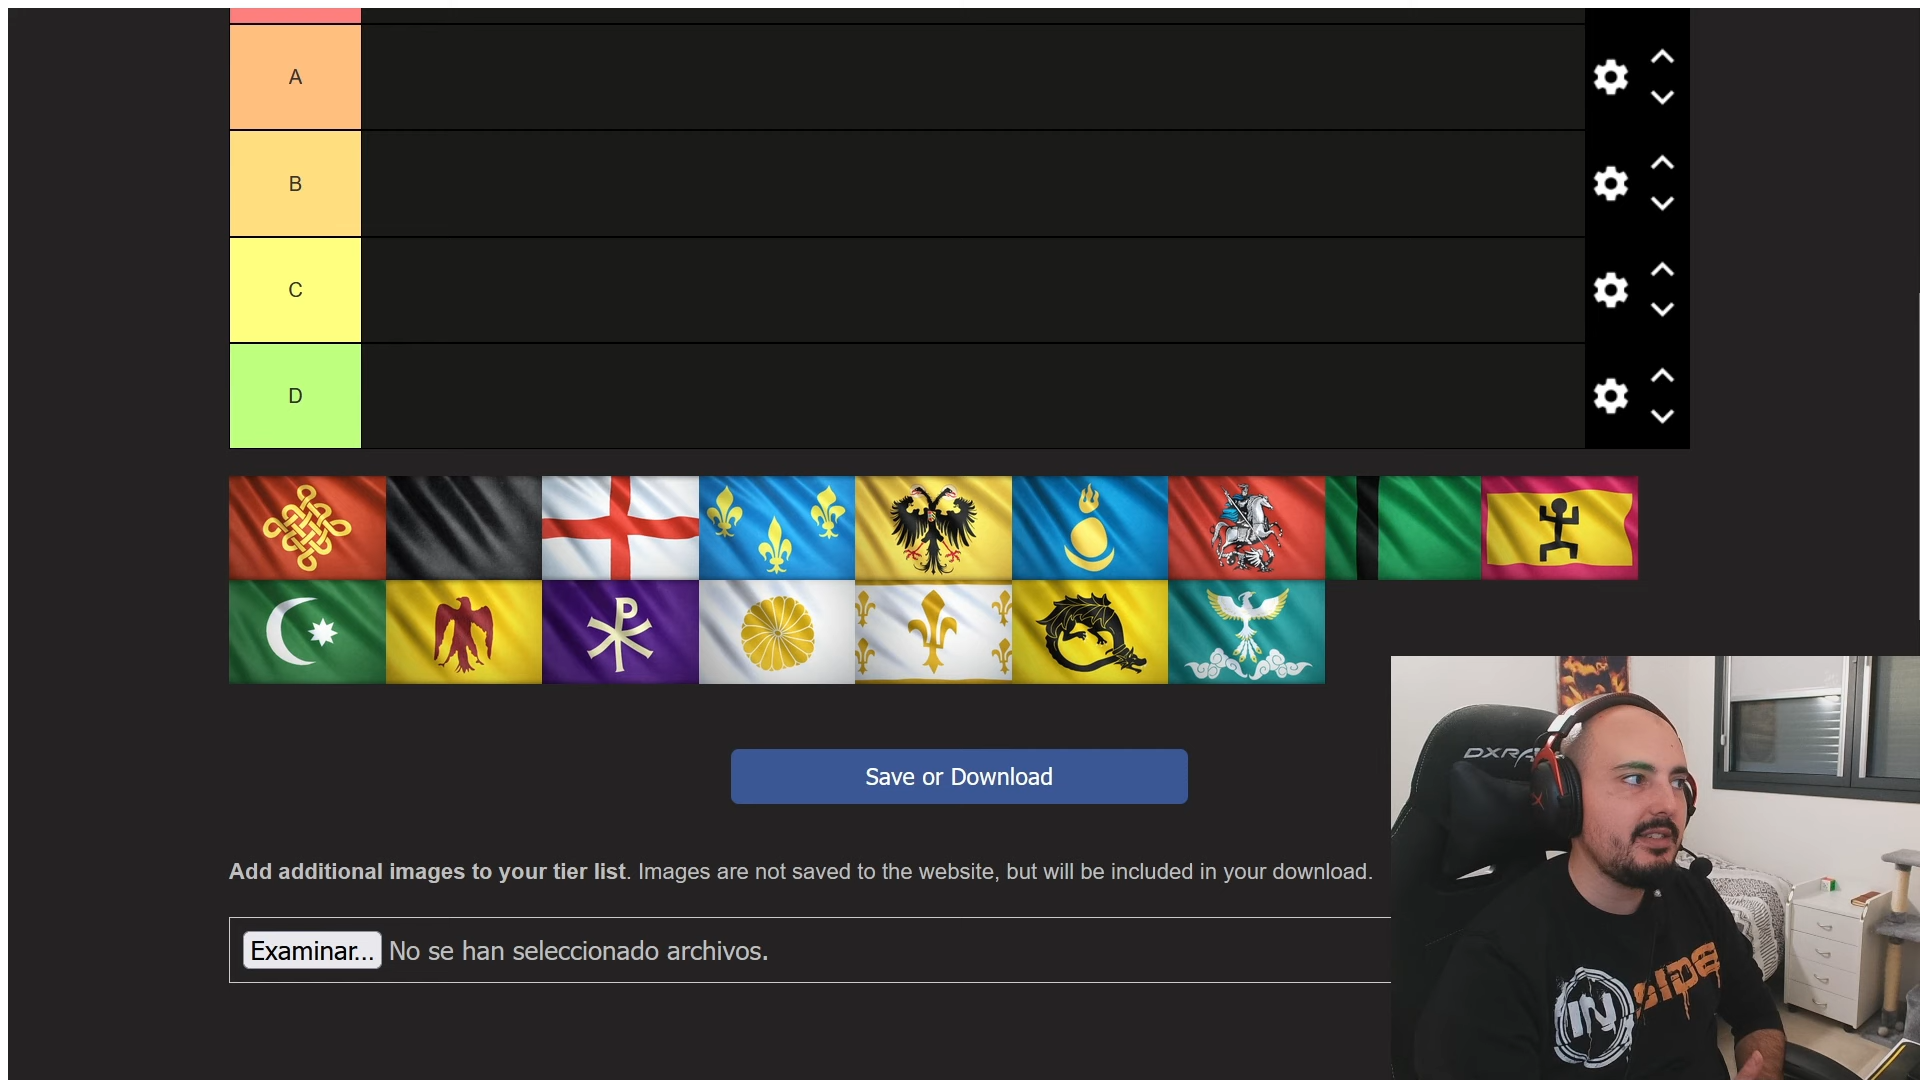 A
B
C
D
Save or Download
Add additional images to your tier list. Images are not saved to the website, but will be included in your download.
Examinar... No se han seleccionado archivos.
INSIDE